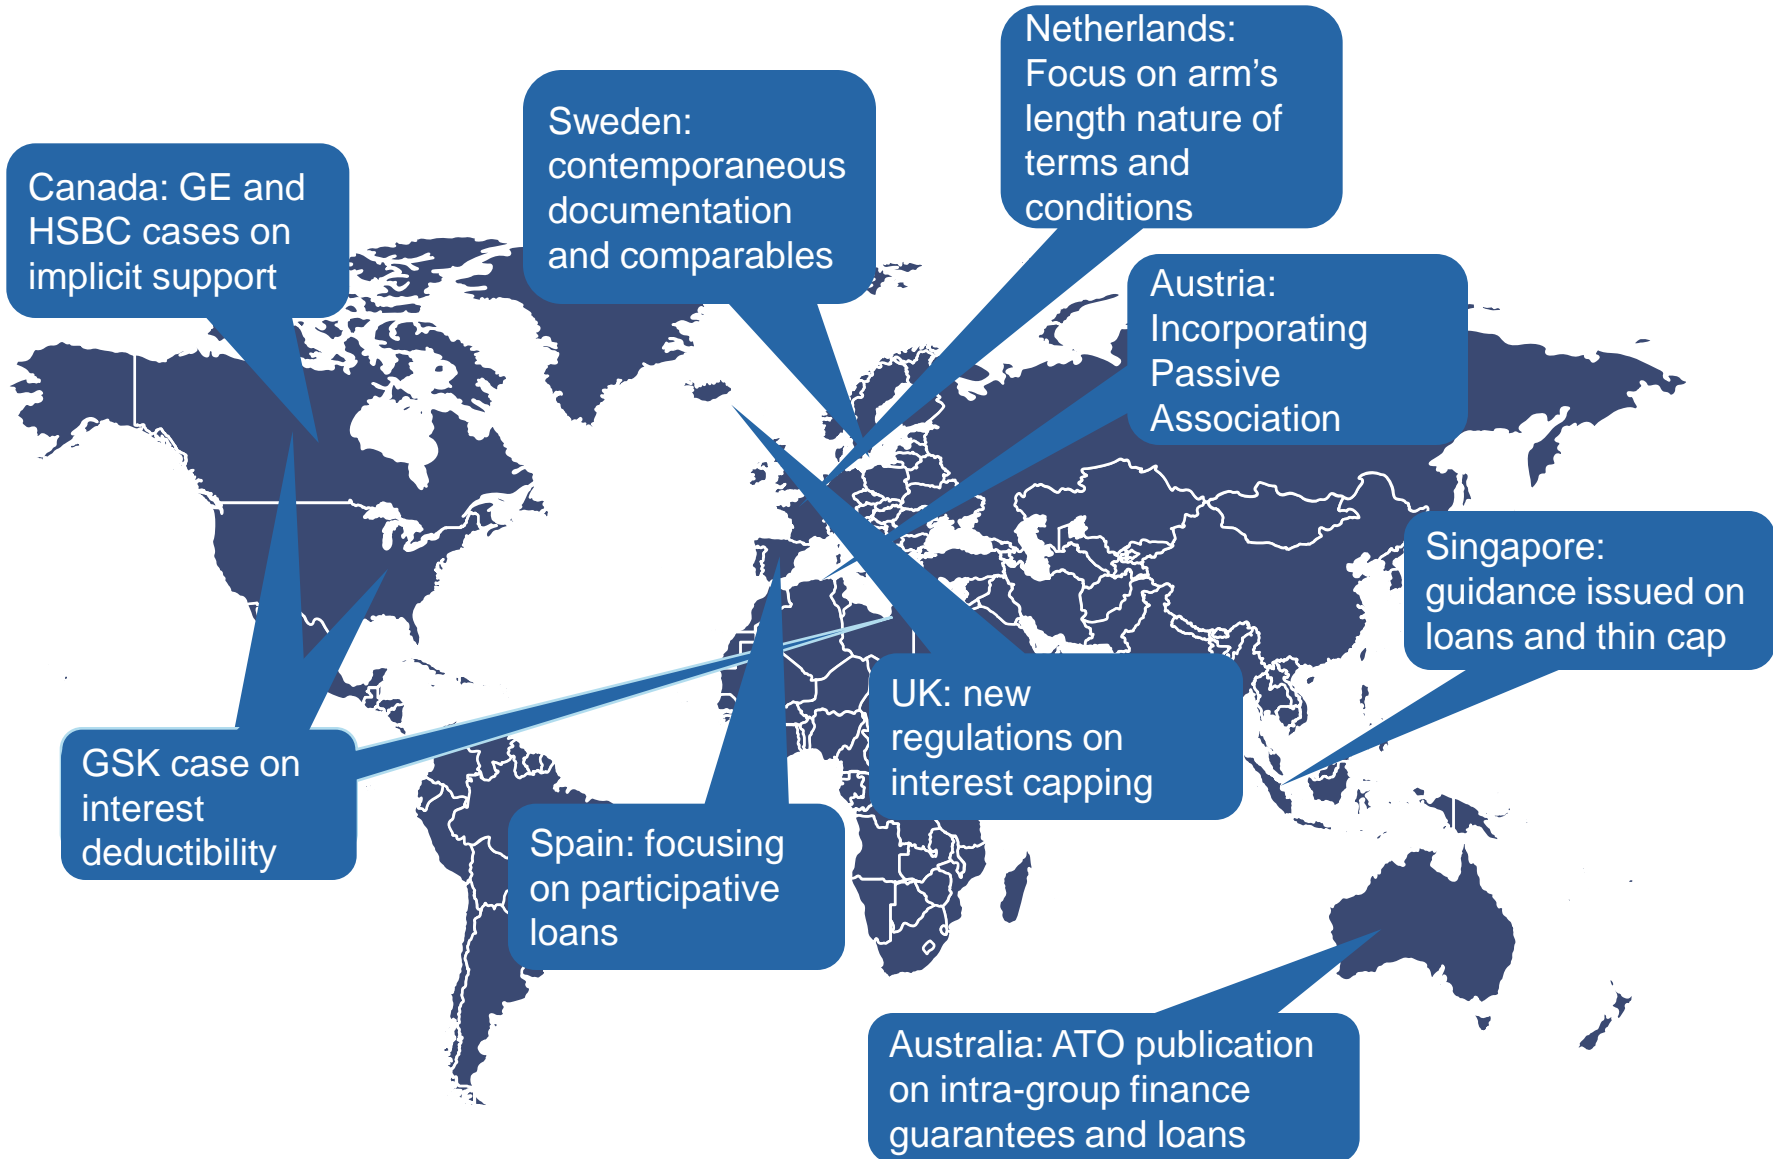 Netherlands:
Focus on arm’s
length nature of
terms and
conditions
Sweden:
contemporaneous
documentation
and comparables
Canada: GE and
HSBC cases on
implicit support
Austria:
Incorporating
Passive
Association
Singapore:
guidance issued on
loans and thin cap
UK: new
regulations on
interest capping
GSK case on
interest
deductibility
Spain: focusing
on participative
loans
Australia: ATO publication
on intra-group finance
guarantees and loans